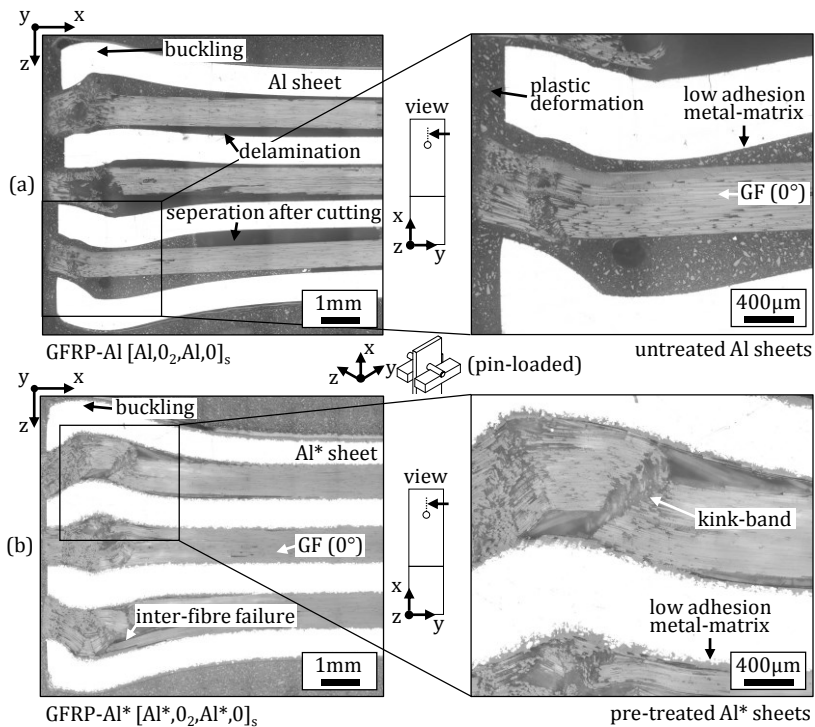 y
x
z
buckling
Al sheet
delamination
(a)
seperation after cutting
1mm
GFRP-Al [Al,0₂,Al,0]ₛ
view
x
z
y
plastic
deformation
low adhesion
metal-matrix
GF (0°)
400µm
untreated Al sheets
x
z
y
(pin-loaded)
y
x
z
buckling
Al* sheet
(b)
GF (0°)
inter-fibre failure
1mm
GFRP-Al* [Al*,0₂,Al*,0]ₛ
view
x
z
y
kink-band
low adhesion
metal-matrix
400µm
pre-treated Al* sheets